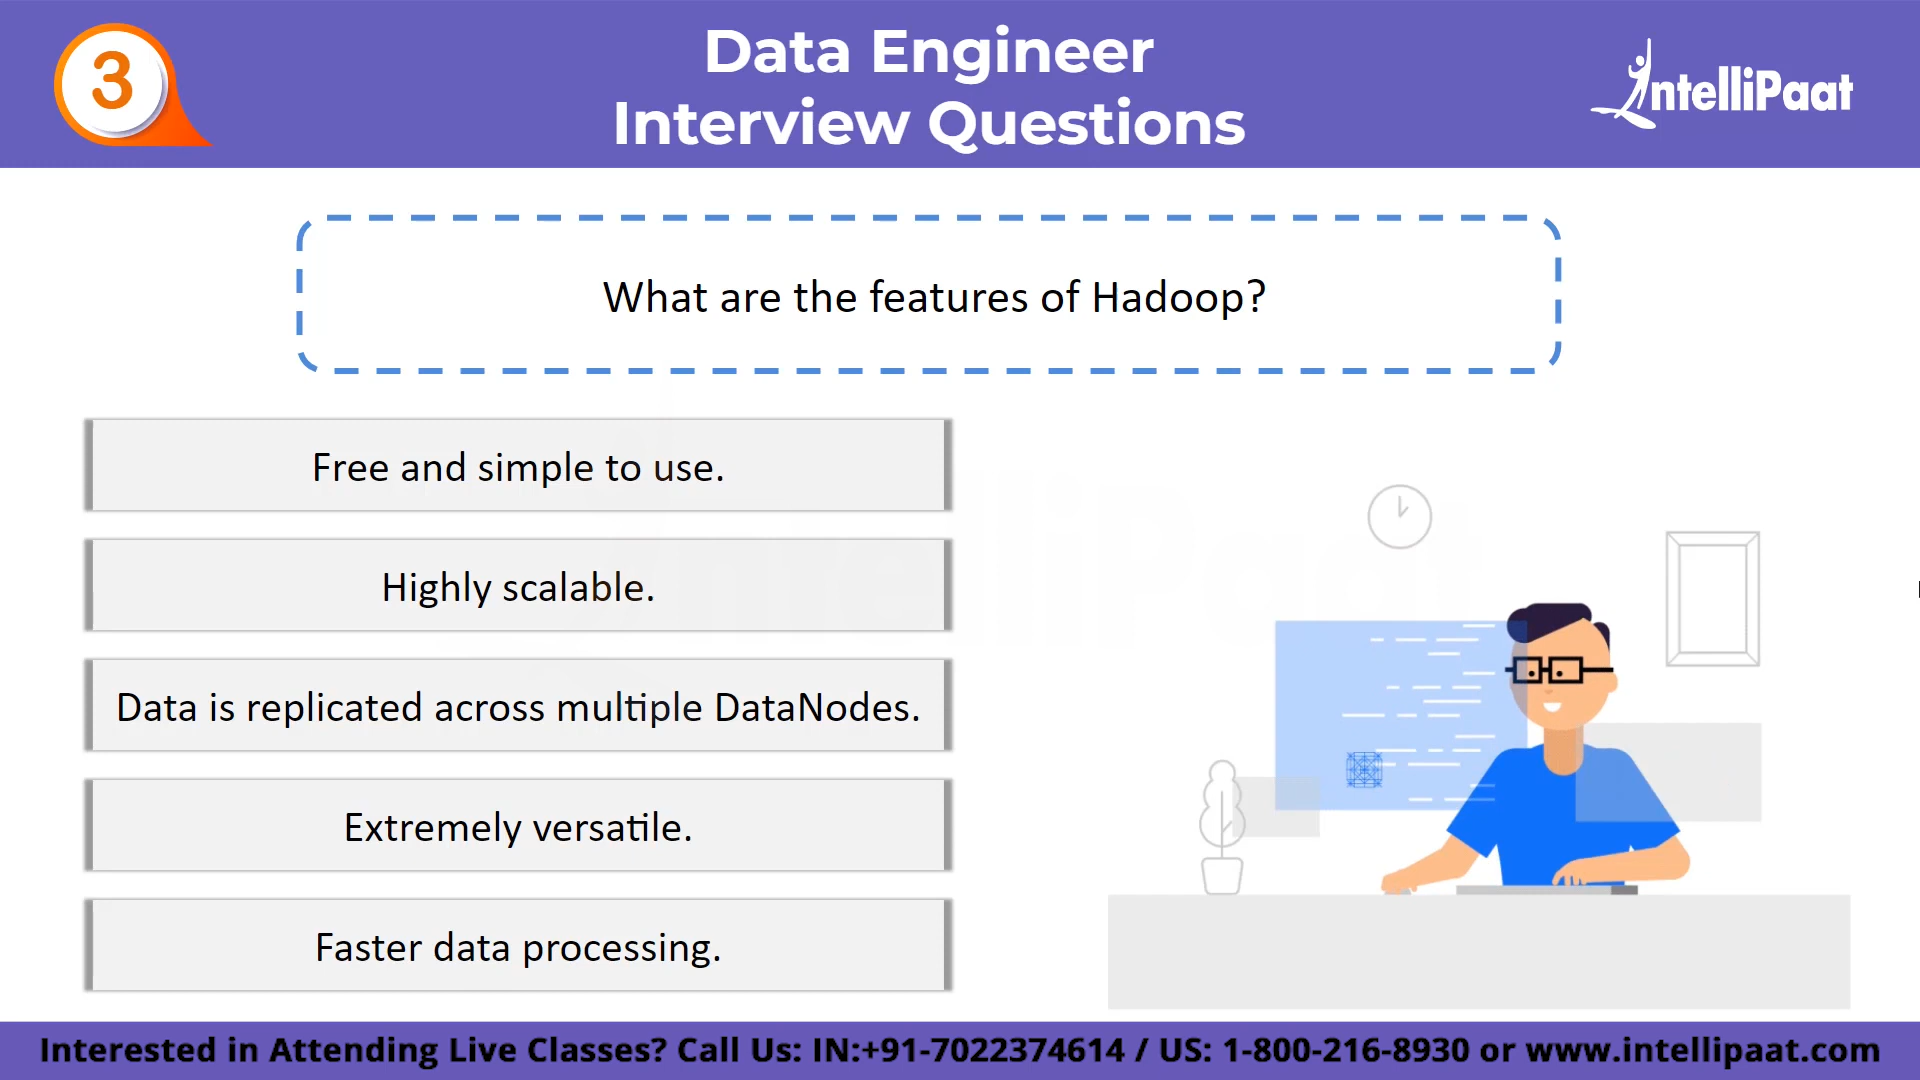 3
Data Engineer
Interview Questions
IntelliPaat
What are the features of Hadoop?
Free and simple to use.
Highly scalable.
Data is replicated across multiple DataNodes.
Extremely versatile.
Faster data processing.
Interested in Attending Live Classes? Call Us: IN:+91-7022374614 / US: 1-800-216-8930 or www.intellipaat.com